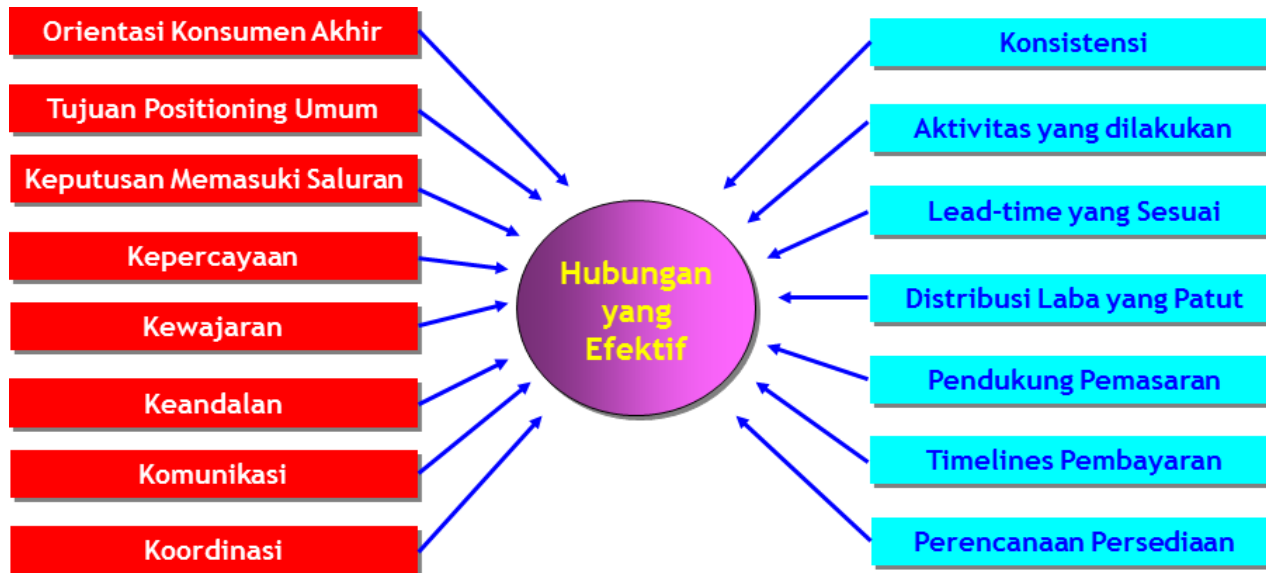 Orientasi Konsumen Akhir
Tujuan Positioning Umum
Keputusan Memasuki Saluran
Kepercayaan
Kewajaran
Keandalan
Komunikasi
Koordinasi
Hubungan
yang
Efektif
Konsistensi
Aktivitas yang dilakukan
Lead-time yang Sesuai
Distribusi Laba yang Patut
Pendukung Pemasaran
Timelines Pembayaran
Perencanaan Persediaan